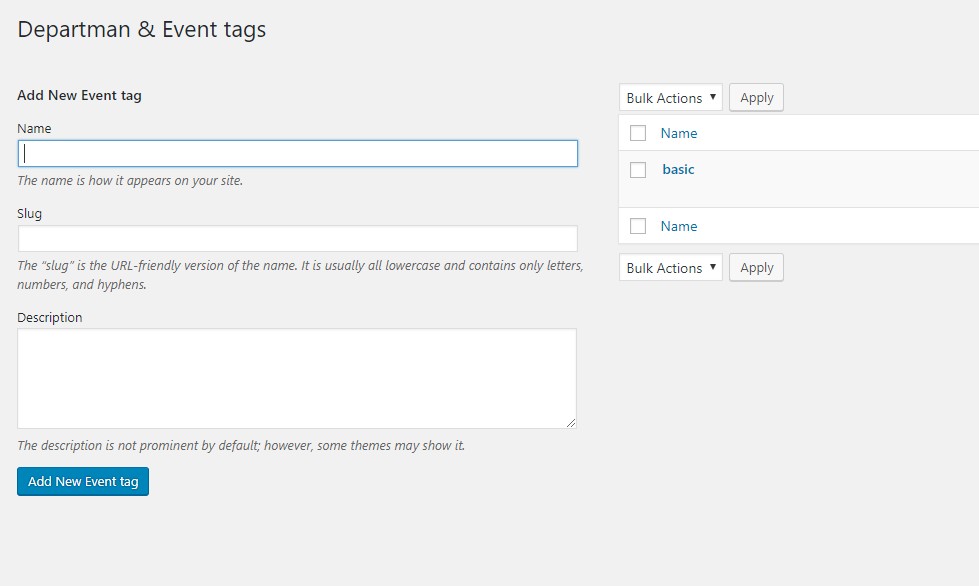 Departman & Event tags
Add New Event tag
Name
The name is how it appears on your site.
Slug
The “slug” is the URL-friendly version of the name. It is usually all lowercase and contains only letters,
numbers, and hyphens.
Description
The description is not prominent by default; however, some themes may show it.
Add New Event tag
Bulk Actions Apply
Name
basic
Name
Bulk Actions Apply